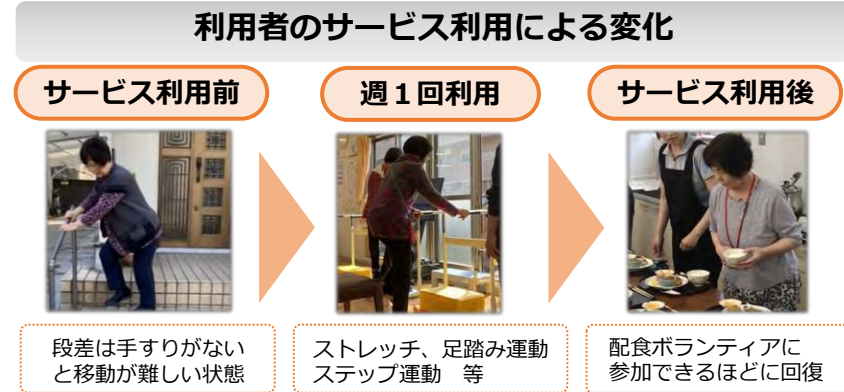 利用者のサービス利用による変化
サービス利用前
週１回利用
サービス利用後
段差は手すりがない
と移動が難しい状態
ストレッチ、足踏み運動
ステップ運動　等
配食ボランティアに
参加できるほどに回復